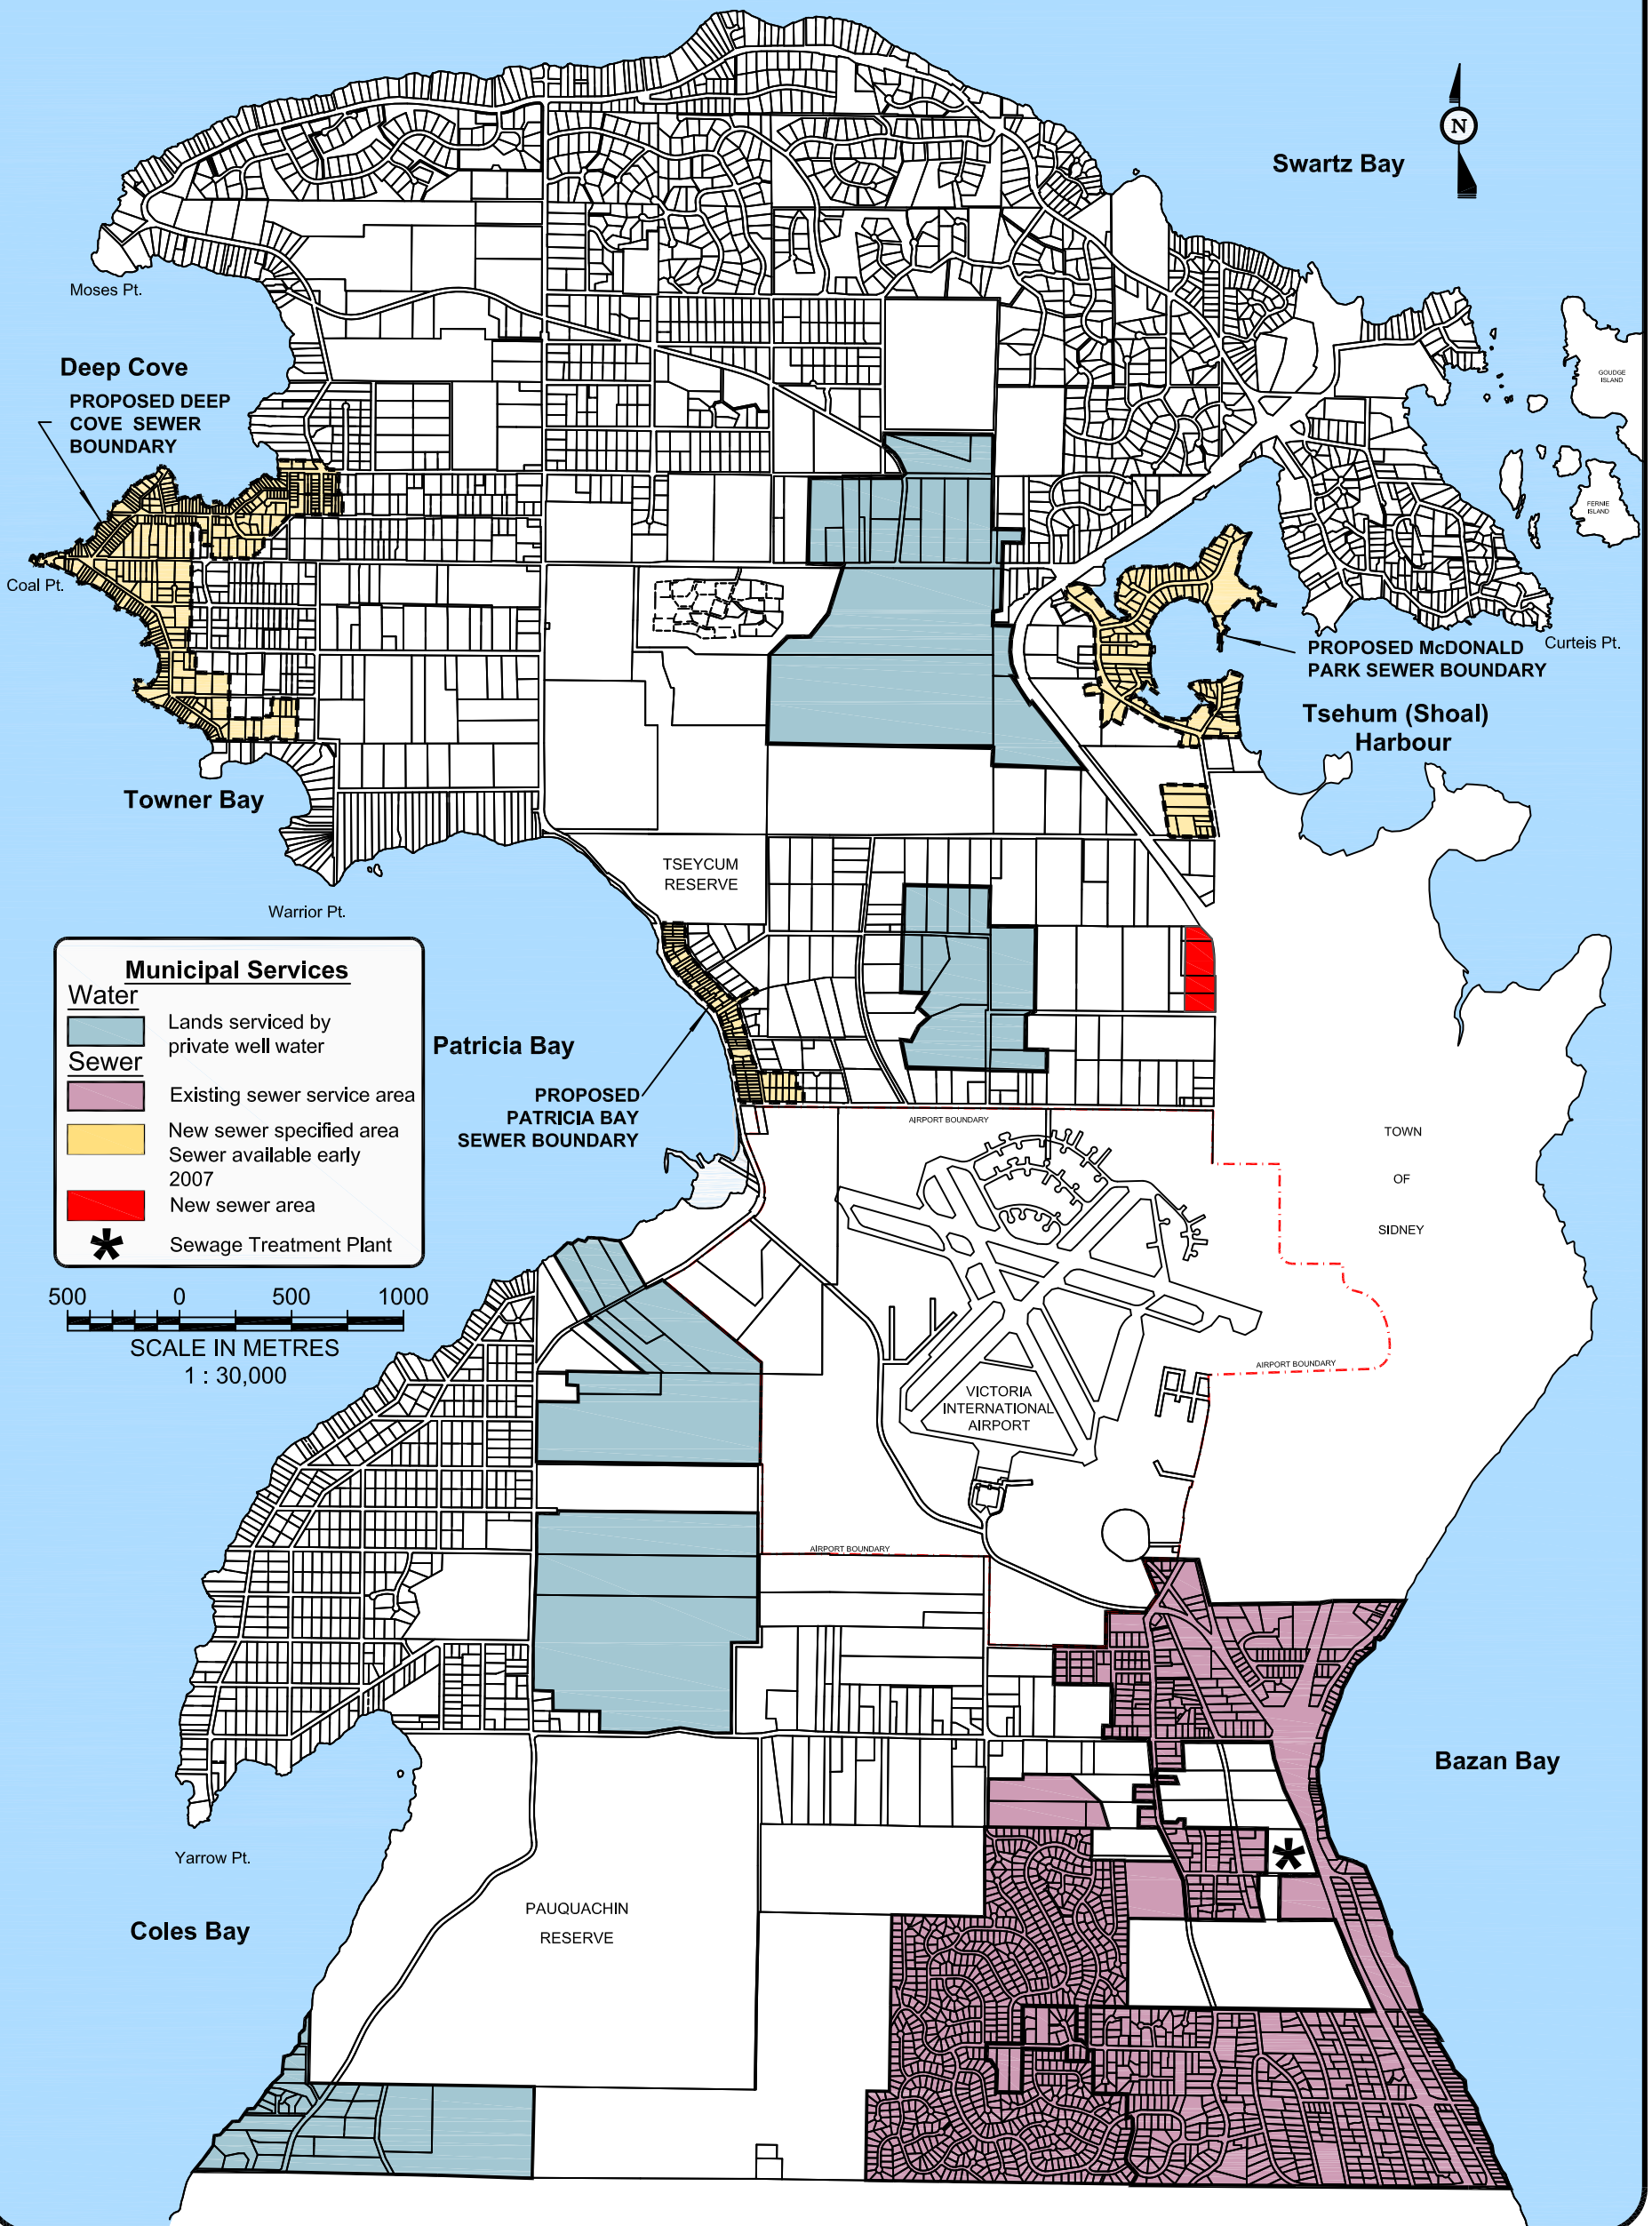 N
Swartz Bay
Moses Pt.
GOUDGE
ISLAND
Deep Cove
PROPOSED DEEP
COVE SEWER
BOUNDARY
FERNIE
ISLAND
Coal Pt.
Curteis Pt.
PROPOSED McDONALD
PARK SEWER BOUNDARY
Tsehum (Shoal)
Harbour
Towner Bay
TSEYCUM
RESERVE
Warrior Pt.
Municipal Services
Water
Lands serviced by
private well water
Sewer
Existing sewer service area
New sewer specified area
Sewer available early
2007
New sewer area
Sewage Treatment Plant
Patricia Bay
PROPOSED
PATRICIA BAY
SEWER BOUNDARY
AIRPORT BOUNDARY
TOWN
OF
SIDNEY
500 0 500 1000
SCALE IN METRES
1 : 30,000
AIRPORT BOUNDARY
VICTORIA
INTERNATIONAL
AIRPORT
AIRPORT BOUNDARY
Bazan Bay
Yarrow Pt.
Coles Bay
PAUQUACHIN
RESERVE